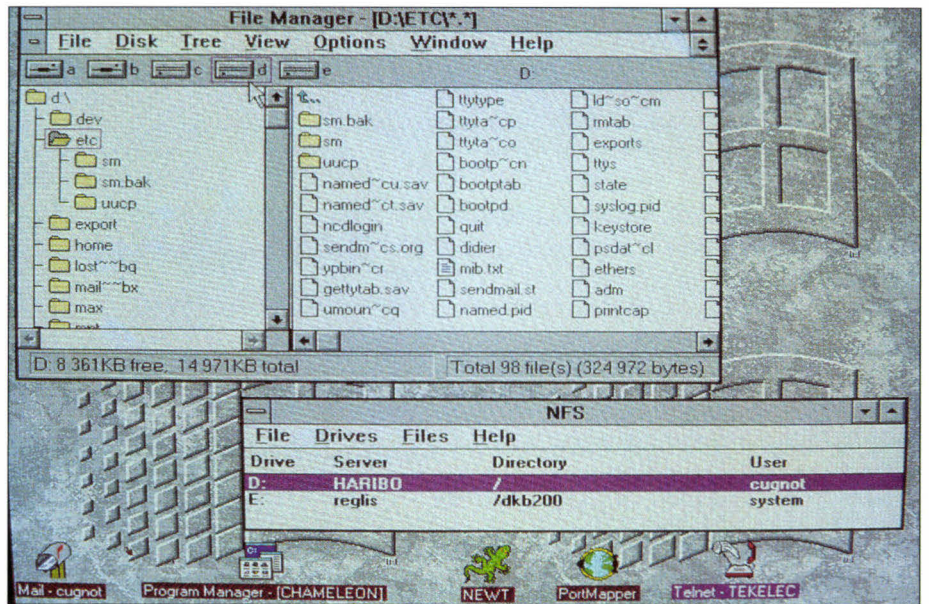 File Manager - [D:\ETC\*.*]
File Disk Tree View Options Window Help
a b c d e D:
d\
dev
etc
sm
sm.bak
uucp
export
home
lost~~bq
mail~~bx
max
..
sm.bak
sm
uucp
named~cu.sav
named~ct.sav
ncdlogin
sendm~cs.org
ypbin~cr
gettytab.sav
umoun~cq
ttytype
ttyta~cp
ttyta~co
bootp~cn
bootptab
bootpd.
quit
didier
mib.txt
sendmail.st
named.pid
ld~so~cm
rmtab
exports
ttys
state
syslog.pid
keystore
psdat~cl
ethers
adm
printcap
D: 8 361KB free, 14 971KB total
Total 98 file(s) (324 972 bytes)
NFS
File Drives Files Help
Drive Server Directory User
D: HARIBO / cugnot
E: reglis /dkb200 system
C:
Mail - cugnot
Program Manager - [CHAMELEON]
NEWT
PortMapper
Telnet - TEKELEC